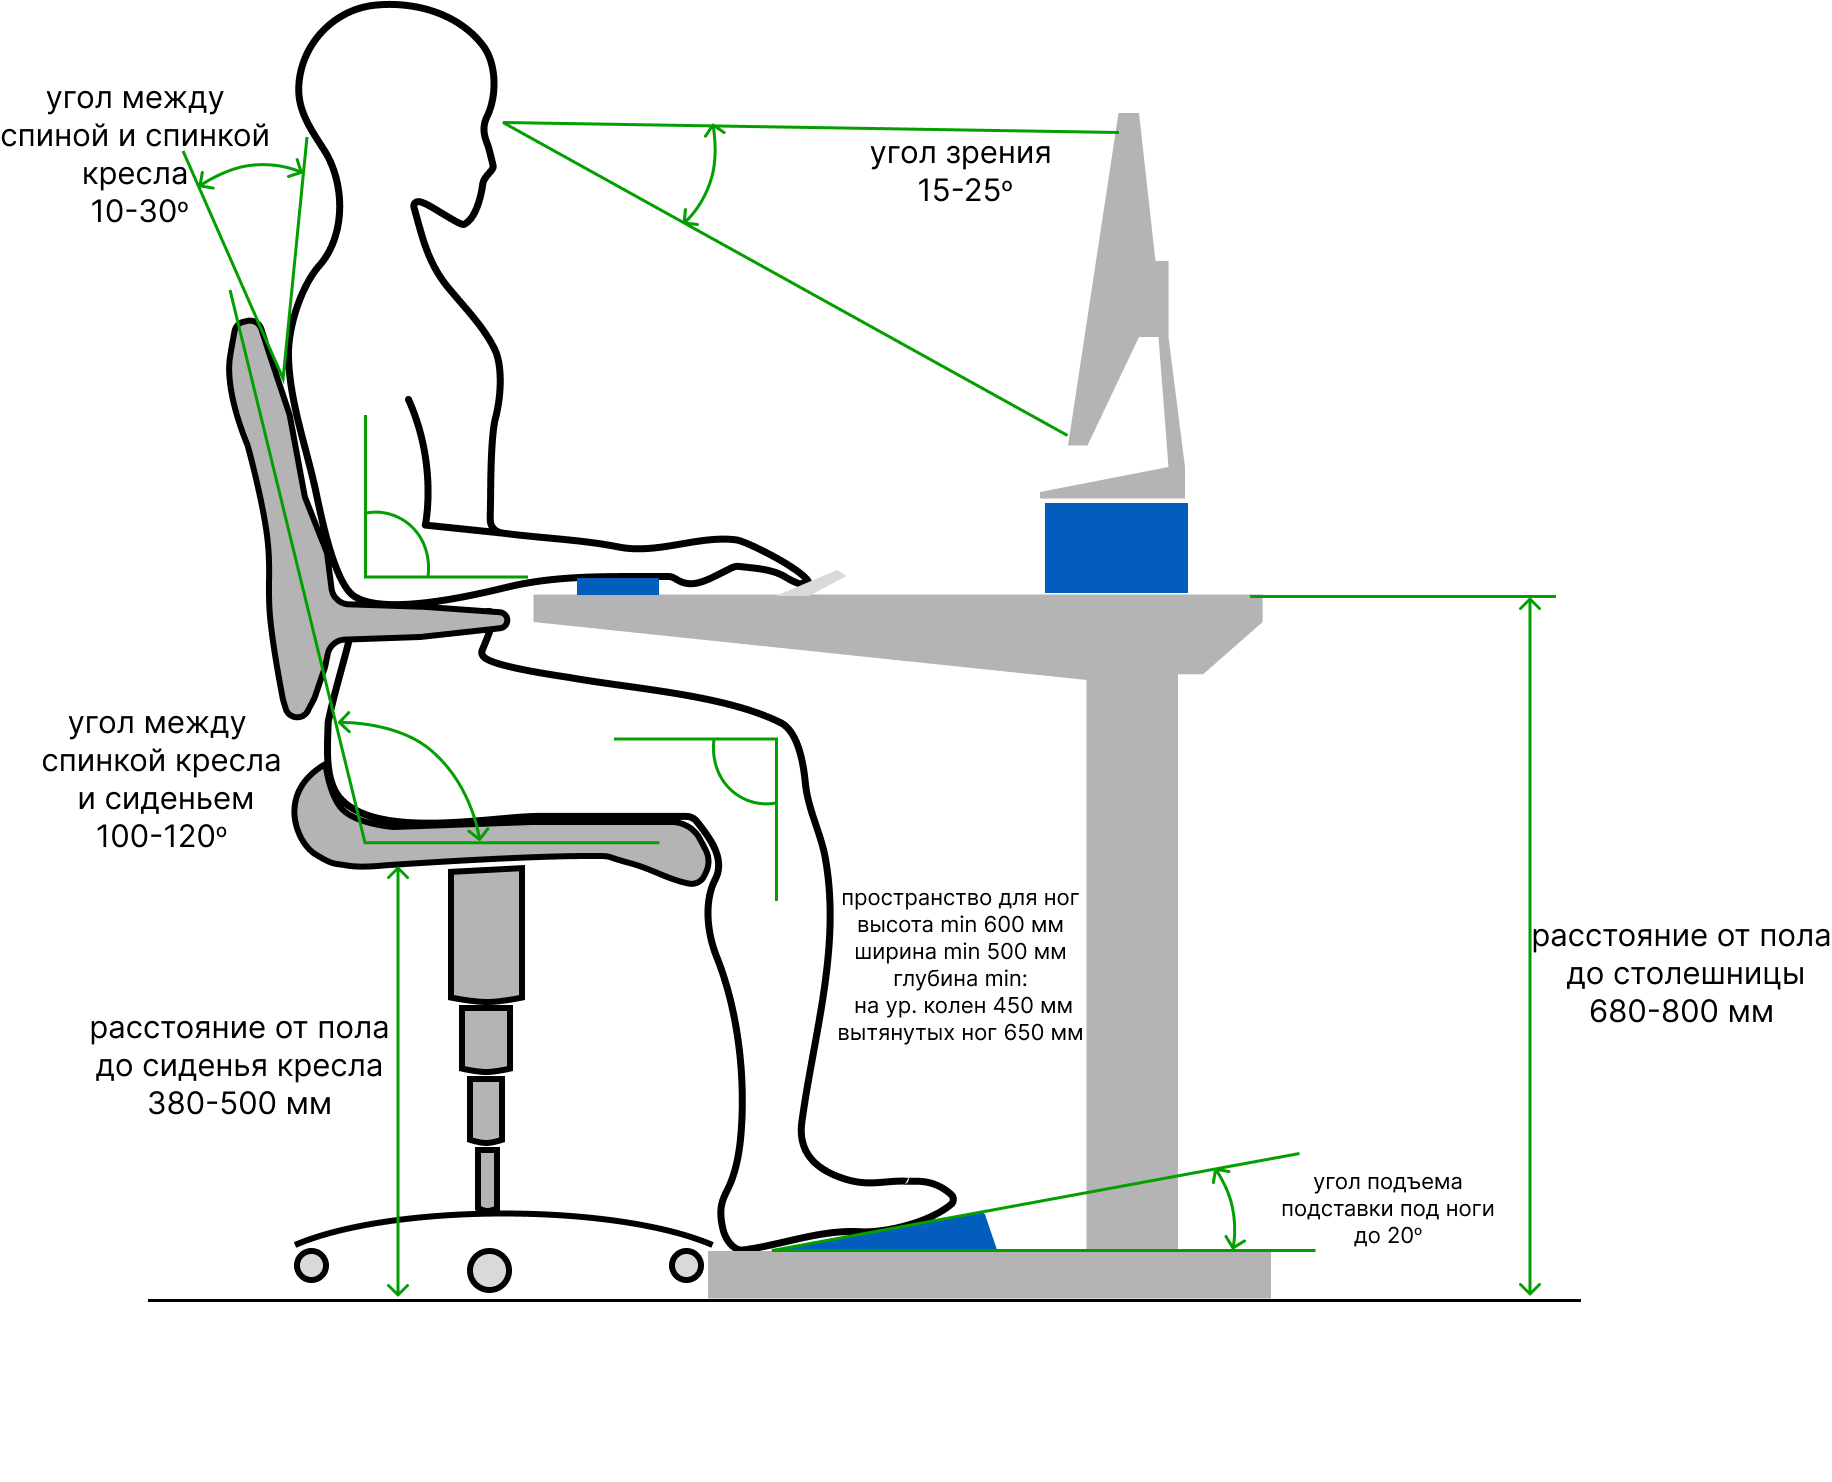 угол между
спиной и спинкой
кресла
10-30º
угол зрения
15-25º
угол между
спинкой кресла
и сиденьем
100-120º
пространство для ног
высота min 600 мм
ширина min 500 мм
глубина min:
на ур. колен 450 мм
вытянутых ног 650 мм
расстояние от пола
до столешницы
680-800 мм
расстояние от пола
до сиденья кресла
380-500 мм
угол подъема
подставки под ноги
до 20º